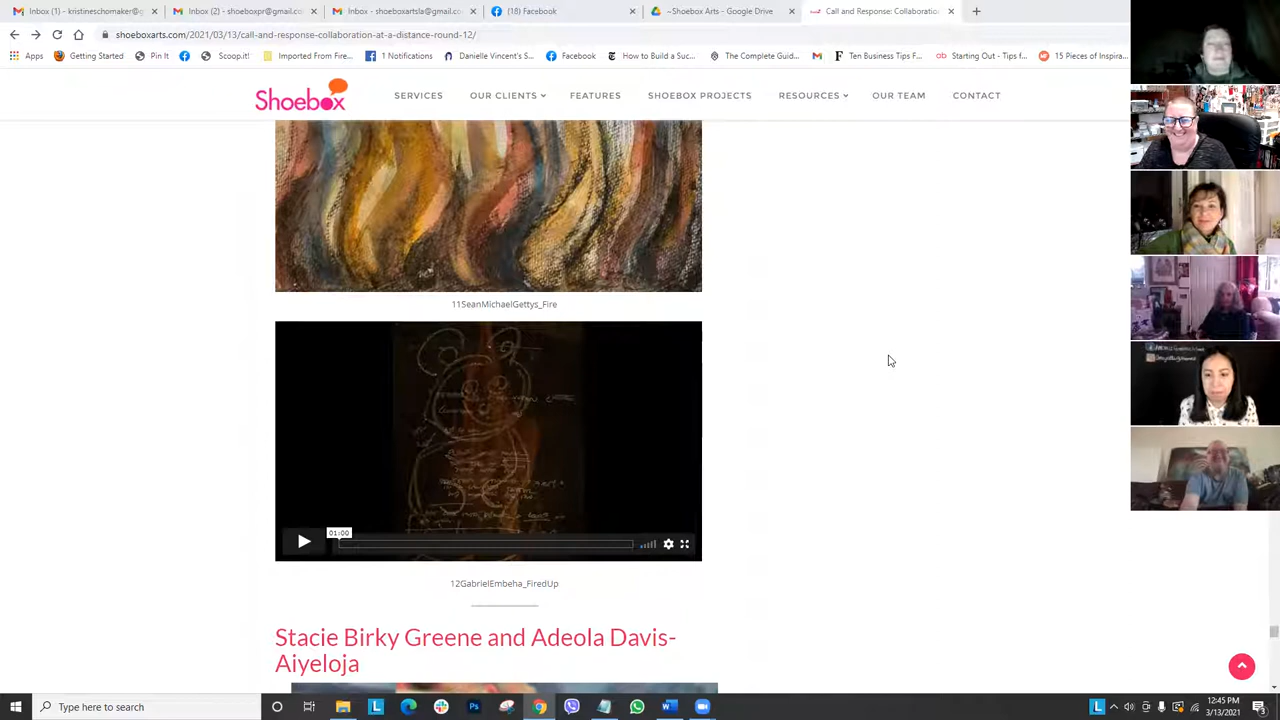 Inbox (1) - kristineschomaker@g
Inbox (2) - shoeboxpr@gmail.co
Inbox - shoeboxartsla@gmail.co
(18) Facebook
~Shoebox Arts - Google Drive
Call and Response: Collaboratio
shoeboxarts.com/2021/03/13/call-and-response-collaboration-at-a-distance-round-12/
Apps
Getting Started
Pin It
Scoop.it!
Imported From Fire...
1 Notifications
Danielle Vincent's S...
Facebook
How to Build a Suc...
The Complete Guid...
Ten Business Tips F...
Starting Out - Tips f...
15 Pieces of Inspira...
Shoebox
SERVICES
OUR CLIENTS
FEATURES
SHOEBOX PROJECTS
RESOURCES
OUR TEAM
CONTACT
11SeanMichaelGettys_Fire
01:00
12GabrielEmbeha_FiredUp
Stacie Birky Greene and Adeola Davis-
Aiyeloja
Type here to search
12:45 PM
3/13/2021